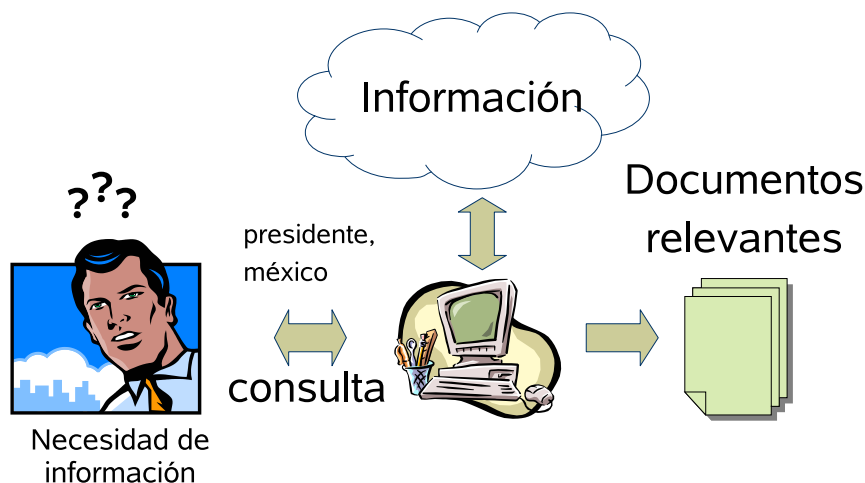 Información
Documentos
relevantes
???
presidente,
méxico
consulta
Necesidad de
información